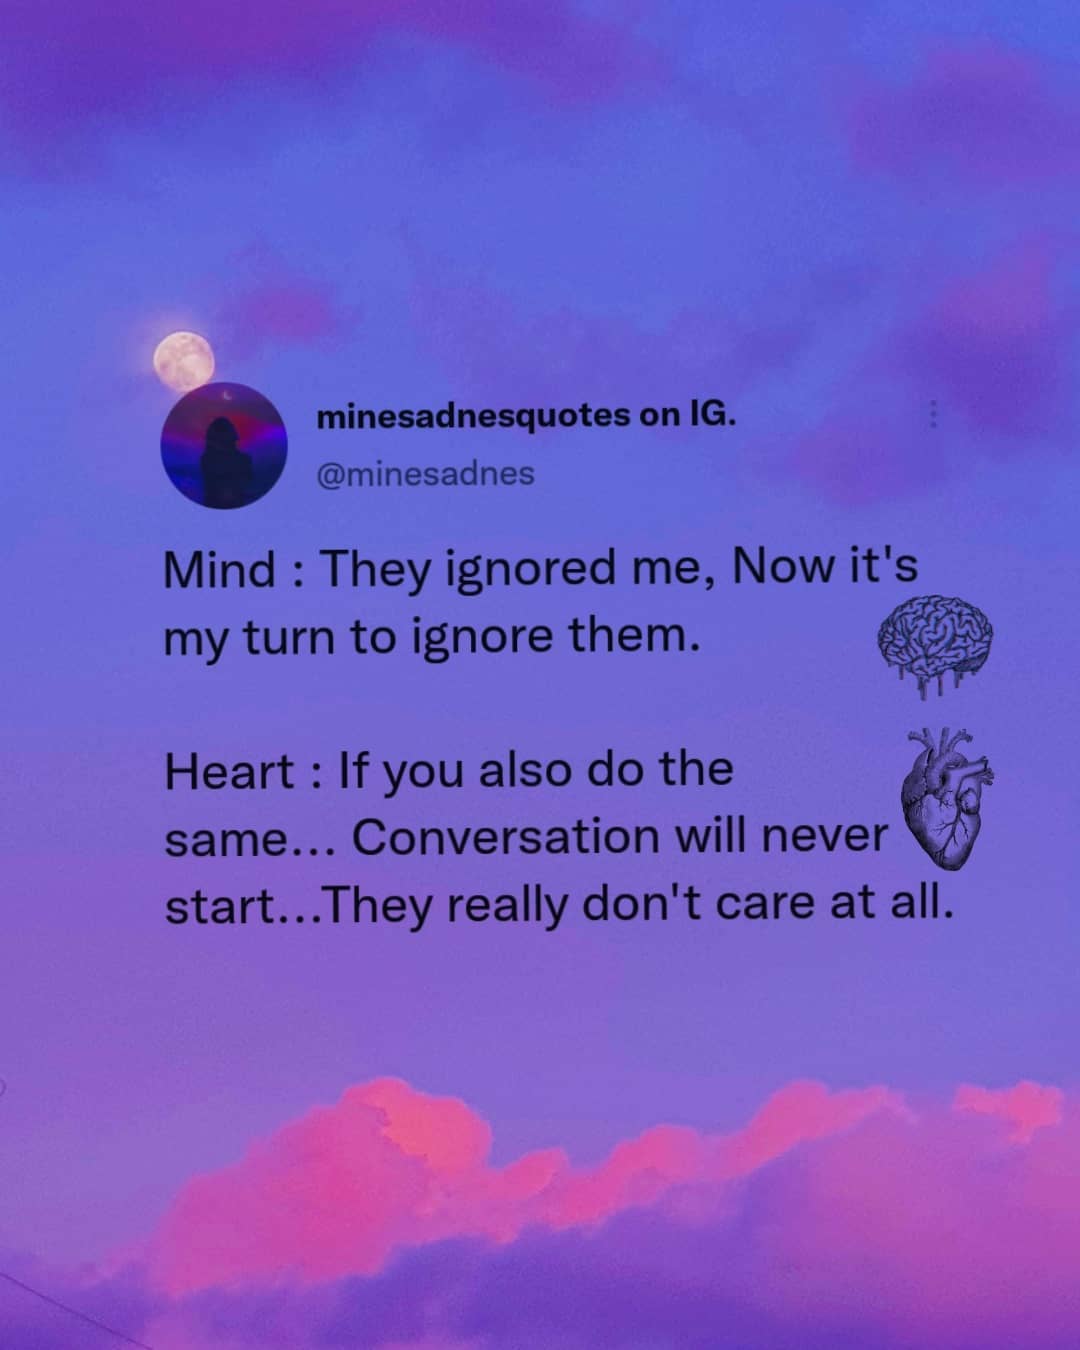 minesadnesquotes on IG.
@minesadnes
Mind : They ignored me, Now it's
my turn to ignore them.
Heart : If you also do the
same... Conversation will never
start...They really don't care at all.